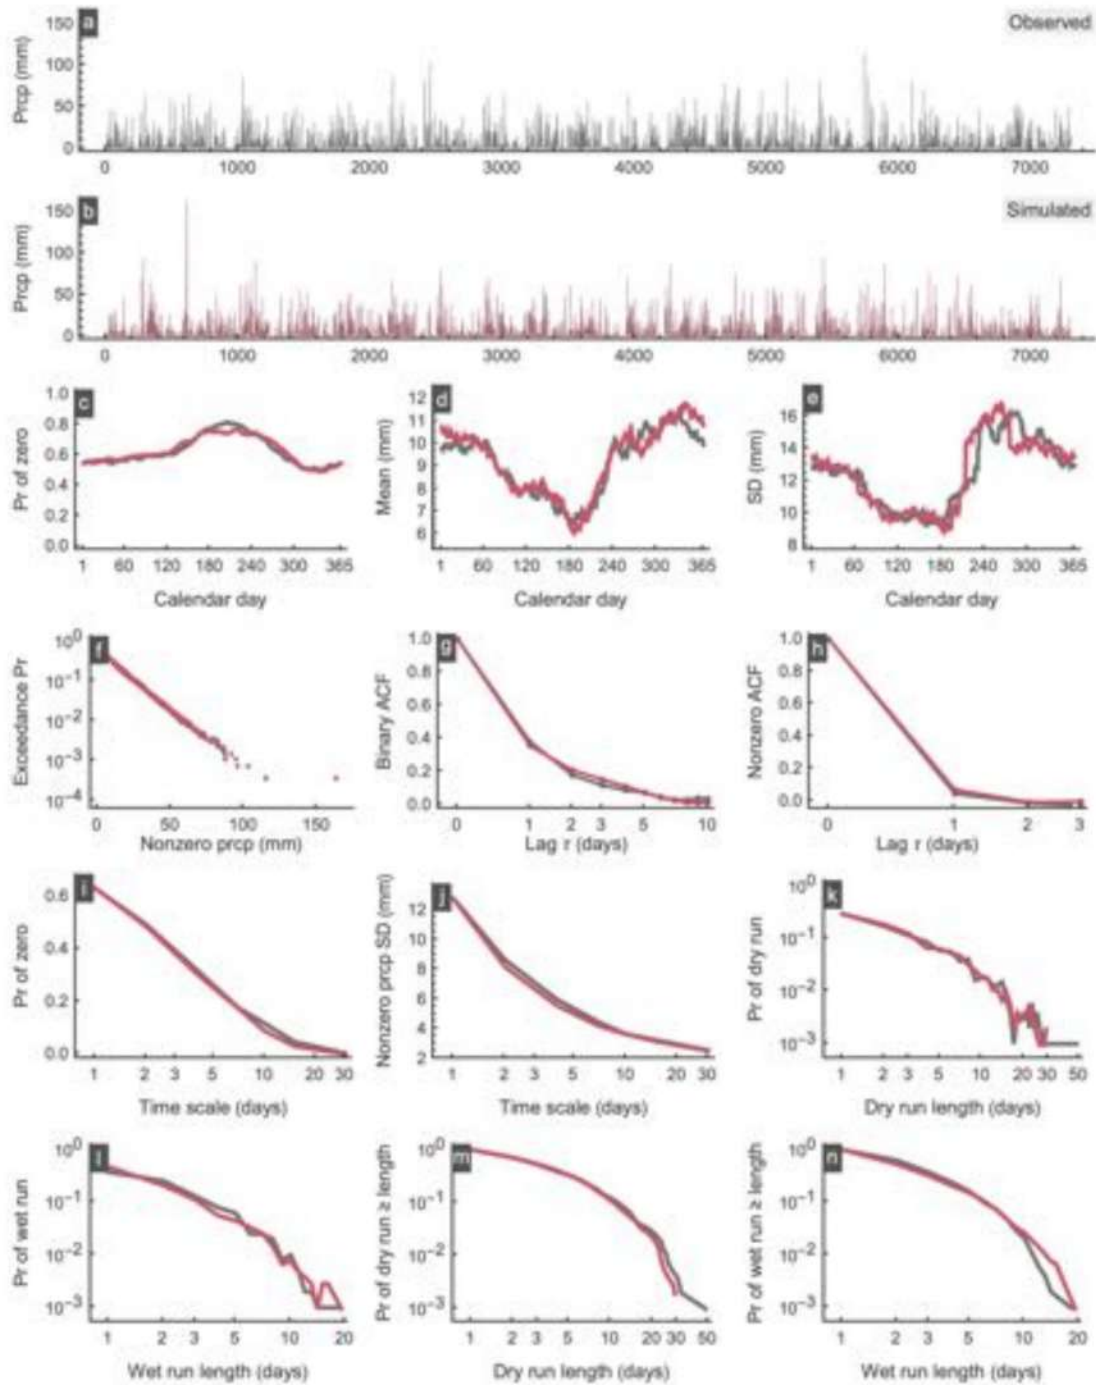 a
Observed
Prcp (mm)
150
100
50
0
0 1000 2000 3000 4000 5000 6000 7000
b
Simulated
Prcp (mm)
150
100
50
0
0 1000 2000 3000 4000 5000 6000 7000
c
Pr of zero
1.0
0.8
0.6
0.4
0.2
0.0
1 60 120 180 240 300 365
Calendar day
d
Mean (mm)
12
11
10
9
8
7
6
1 60 120 180 240 300 365
Calendar day
e
SD (mm)
16
14
12
10
8
1 60 120 180 240 300 365
Calendar day
f
Exceedance Pr
10^0
10^-1
10^-2
10^-3
10^-4
0 50 100 150
Nonzero prcp (mm)
g
Binary ACF
1.0
0.8
0.6
0.4
0.2
0.0
0 1 2 3 5 10
Lag τ (days)
h
Nonzero ACF
1.0
0.8
0.6
0.4
0.2
0.0
0 1 2 3
Lag τ (days)
i
Pr of zero
0.6
0.4
0.2
0.0
1 2 3 5 10 20 30
Time scale (days)
j
Nonzero prcp SD (mm)
12
10
8
6
4
2
1 2 3 5 10 20 30
Time scale (days)
k
Pr of dry run
10^0
10^-1
10^-2
10^-3
1 2 3 5 10 20 30 50
Dry run length (days)
l
Pr of wet run
10^0
10^-1
10^-2
10^-3
1 2 3 5 10 20
Wet run length (days)
m
Pr of dry run ≥ length
10^0
10^-1
10^-2
10^-3
1 2 3 5 10 20 30 50
Dry run length (days)
n
Pr of wet run ≥ length
10^0
10^-1
10^-2
10^-3
1 2 3 5 10 20
Wet run length (days)